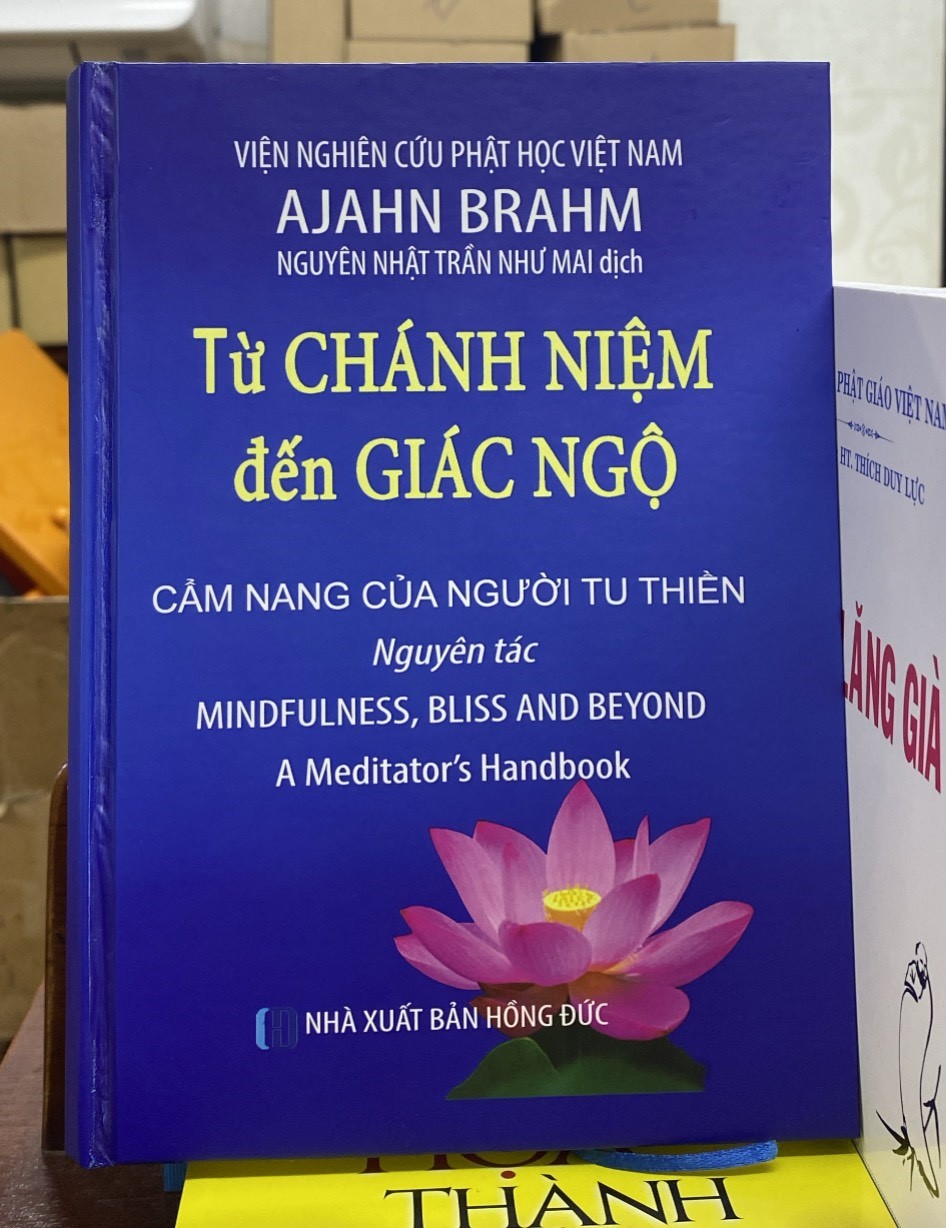 VIỆN NGHIÊN CỨU PHẬT HỌC VIỆT NAM
AJAHN BRAHM
NGUYÊN NHẬT TRẦN NHƯ MAI dịch
Từ CHÁNH NIỆM
đến GIÁC NGỘ
CẨM NANG CỦA NGƯỜI TU THIỀN
Nguyên tác
MINDFULNESS, BLISS AND BEYOND
A Meditator's Handbook
NHÀ XUẤT BẢN HỒNG ĐỨC
PHẬT GIÁO VIỆT
HT. THÍCH DUY LỰC
LĂNG GIÀ
THÀNH